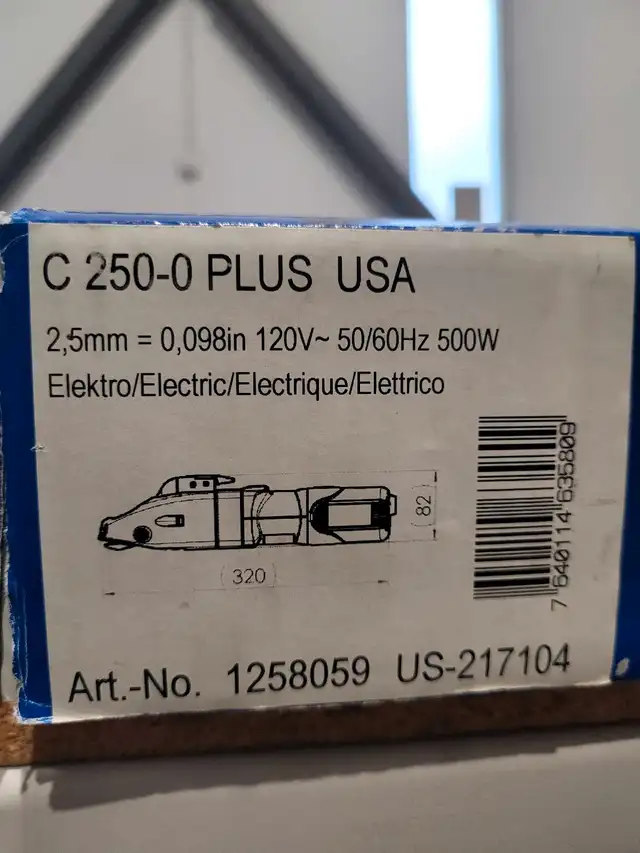 C 250-0 PLUS USA
2,5mm = 0,098in 120V~ 50/60Hz 500W
Elektro/Electric/Electrique/Elettrico
82
320
7 640114 635809
Art.-No. 1258059 US-217104